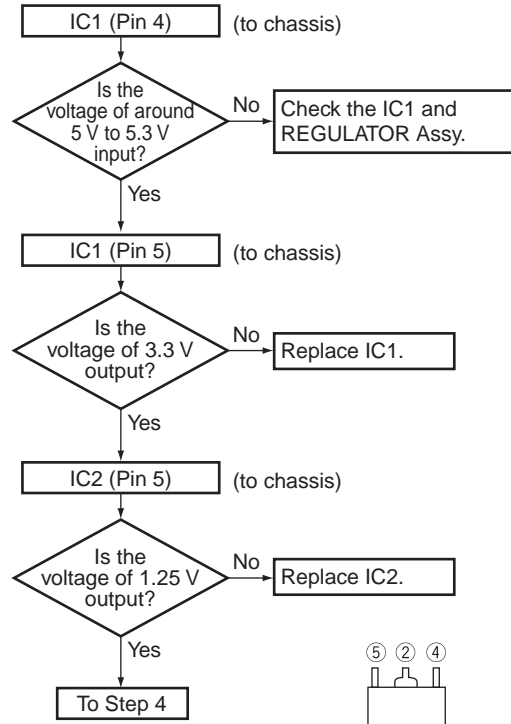 IC1 (Pin 4)
(to chassis)
Is the
voltage of around
5 V to 5.3 V
input?
No
Check the IC1 and
REGULATOR Assy.
Yes
IC1 (Pin 5)
(to chassis)
Is the
voltage of 3.3 V
output?
No
Replace IC1.
Yes
IC2 (Pin 5)
(to chassis)
Is the
voltage of 1.25 V
output?
No
Replace IC2.
Yes
To Step 4
⑤ ② ④